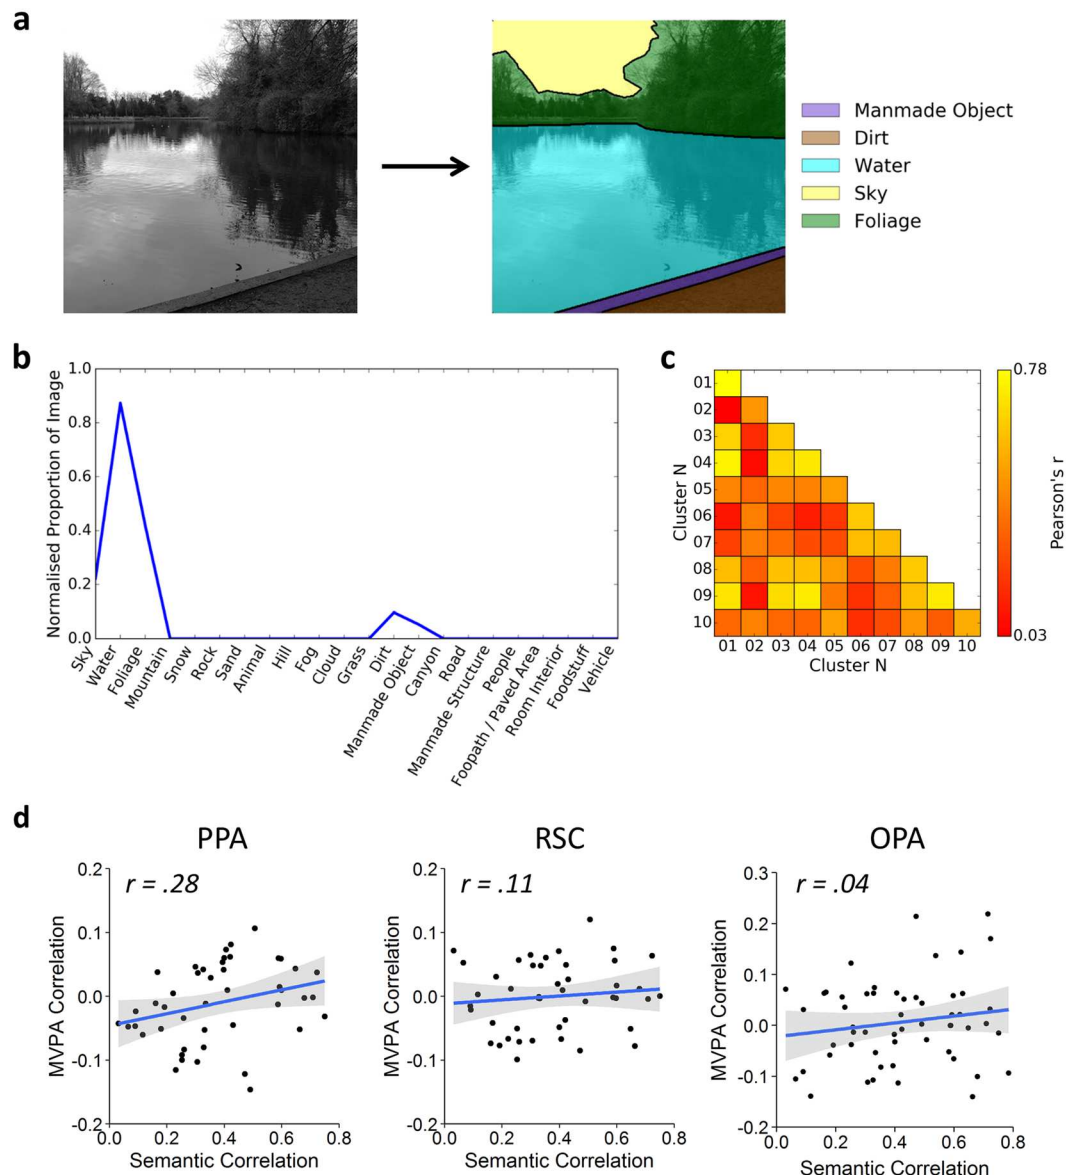 a
Manmade Object
Dirt
Water
Sky
Foliage
b
Normalised Proportion of Image
1.0
0.8
0.6
0.4
0.2
0.0
Sky
Water
Foliage
Mountain
Snow
Rock
Sand
Animal
Hill
Fog
Cloud
Grass
Dirt
Manmade Object
Canyon
Road
Manmade Structure
People
Foopath / Paved Area
Room Interior
Foodstuff
Vehicle
c
Cluster N
01
02
03
04
05
06
07
08
09
10
01 02 03 04 05 06 07 08 09 10
Cluster N
0.78
0.03
Pearson's r
d
PPA
r = .28
MVPA Correlation
0.2
0.1
0.0
-0.1
-0.2
0.0 0.2 0.4 0.6 0.8
Semantic Correlation
RSC
r = .11
MVPA Correlation
0.2
0.1
0.0
-0.1
-0.2
0.0 0.2 0.4 0.6 0.8
Semantic Correlation
OPA
r = .04
MVPA Correlation
0.3
0.2
0.1
0.0
-0.1
-0.2
0.0 0.2 0.4 0.6 0.8
Semantic Correlation